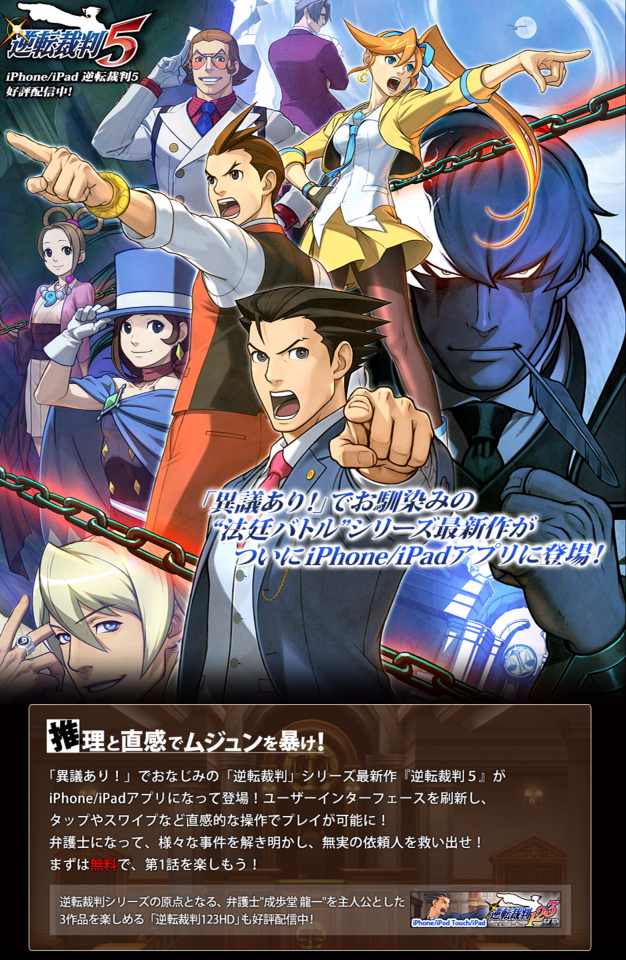 逆転裁判5
iPhone/iPad 逆転裁判5
好評配信中!
「異議あり!」でお馴染みの
“法廷バトル”シリーズ最新作が
ついにiPhone/iPadアプリに登場!
推理と直感でムジュンを暴け!
「異議あり!」でおなじみの「逆転裁判」シリーズ最新作『逆転裁判5』が
iPhone/iPadアプリになって登場!ユーザーインターフェースを刷新し、
タップやスワイプなど直感的な操作でプレイが可能に!
弁護士になって、様々な事件を解き明かし、無実の依頼人を救い出せ!
まずは無料で、第1話を楽しもう!
逆転裁判シリーズの原点となる、弁護士"成歩堂 龍一"を主人公とした
3作品を楽しめる「逆転裁判123HD」も好評配信中!
iPhone/iPod Touch/iPad
逆転裁判123